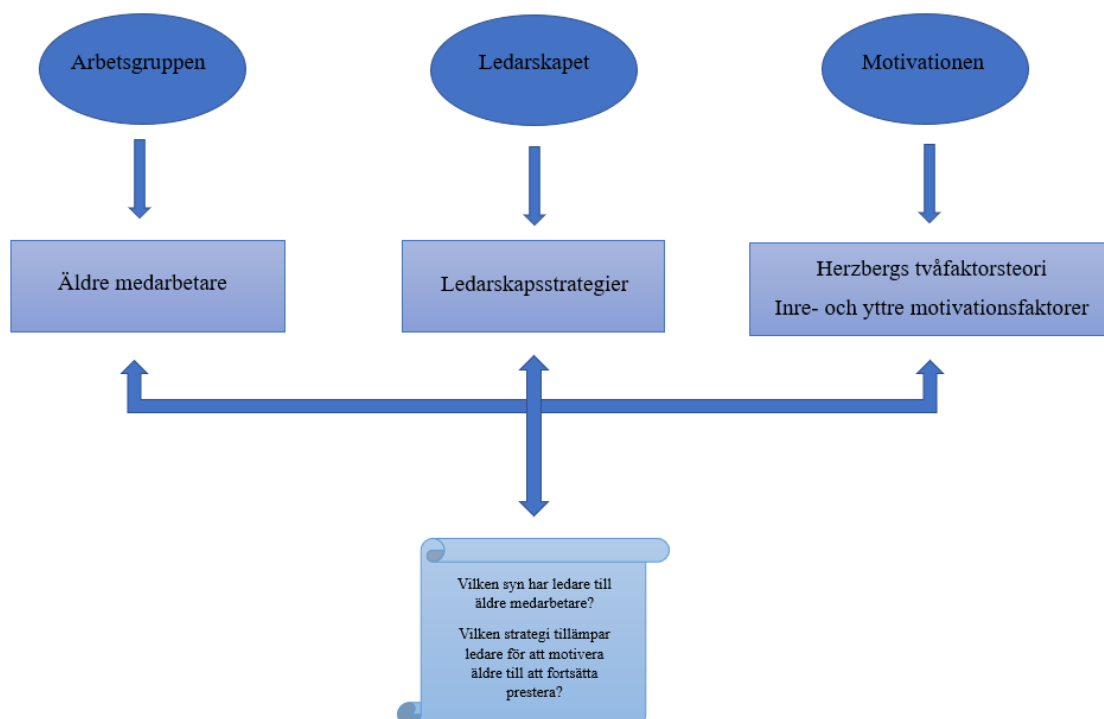 Arbetsgruppen
Ledarskapet
Motivationen
Äldre medarbetare
Ledarskapsstrategier
Herzbergs tvåfaktorsteori
Inre- och yttre motivationsfaktorer
Vilken syn har ledare till
äldre medarbetare?
Vilken strategi tillämpar
ledare för att motivera
äldre till att fortsätta
prestera?